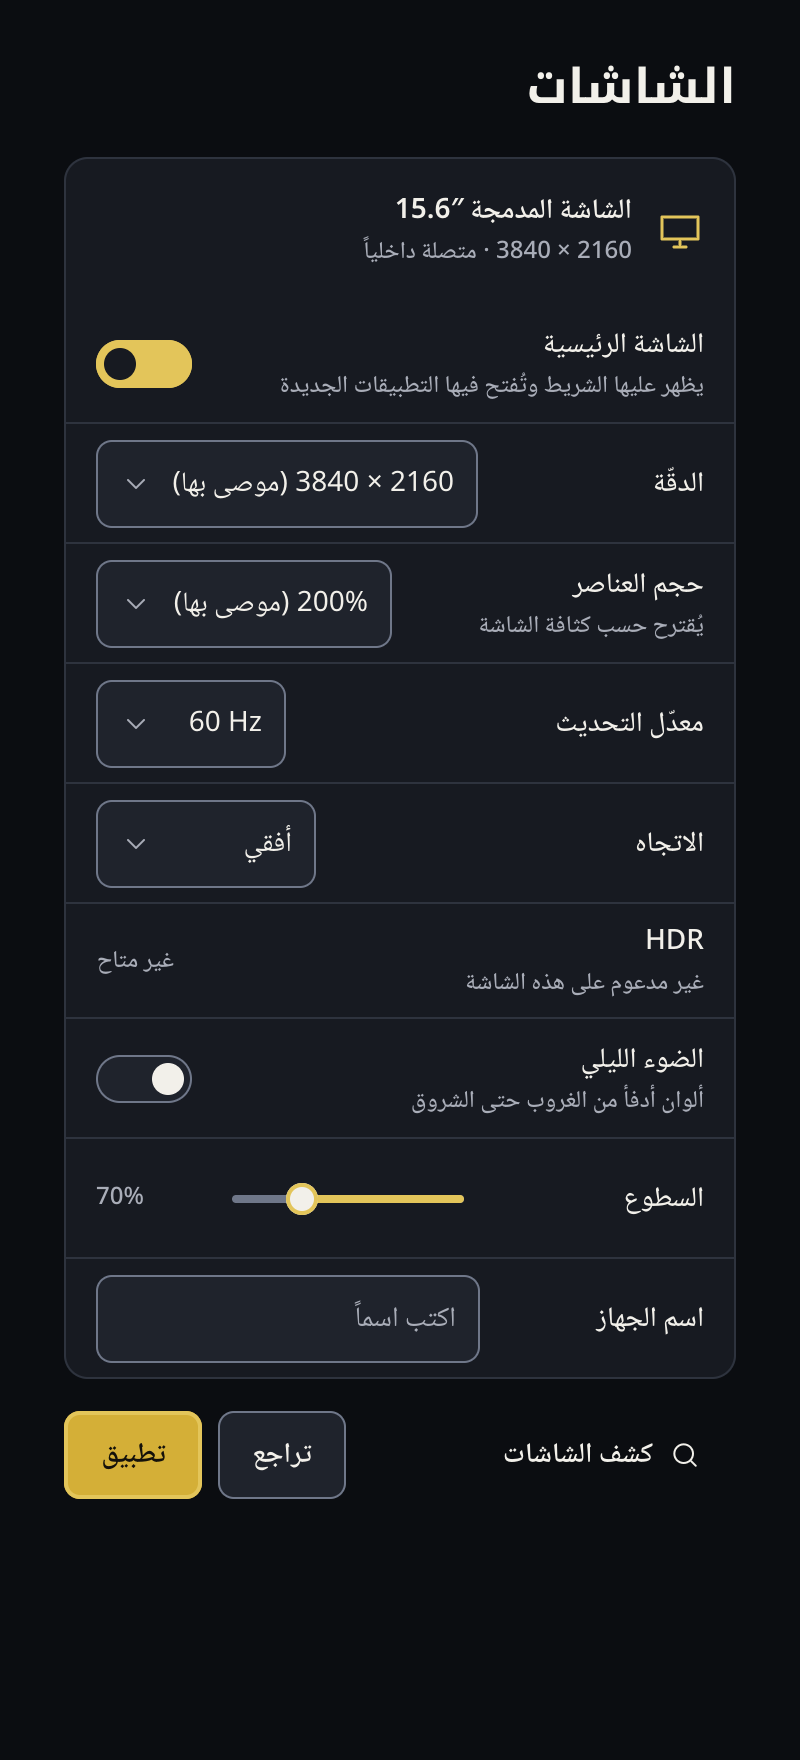 الشاشات
الشاشة المدمجة 15.6″
3840 × 2160 · متصلة داخلياً
الشاشة الرئيسية
يظهر عليها الشريط وتُفتح فيها التطبيقات الجديدة
الدقّة
3840 × 2160 (موصى بها)
حجم العناصر
يُقترح حسب كثافة الشاشة
200% (موصى بها)
معدّل التحديث
60 Hz
الاتجاه
أفقي
HDR
غير مدعوم على هذه الشاشة
غير متاح
الضوء الليلي
ألوان أدفأ من الغروب حتى الشروق
السطوع
70%
اسم الجهاز
اكتب اسماً
كشف الشاشات
تراجع
تطبيق